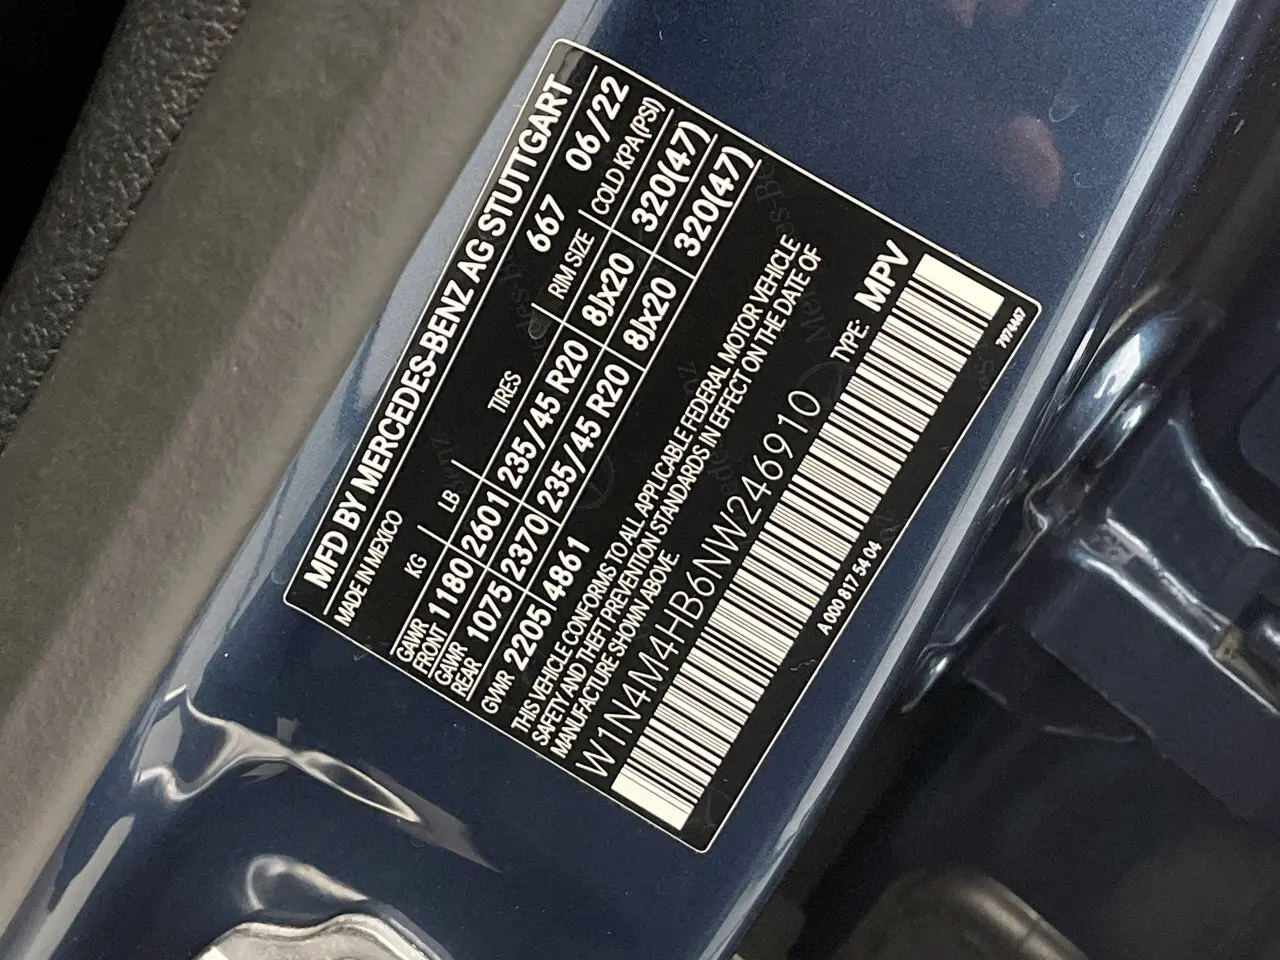 MFD BY MERCEDES-BENZ AG STUTTGART
MADE IN MEXICO 667 06/22
KG LB TIRES RIM SIZE COLD KPA (PSI)
GAWR FRONT 1180 2601 235/45 R20 8Jx20 320(47)
GAWR REAR 1075 2370 235/45 R20 8Jx20 320(47)
GVWR 2205 4861
THIS VEHICLE CONFORMS TO ALL APPLICABLE FEDERAL MOTOR VEHICLE
SAFETY AND THEFT PREVENTION STANDARDS IN EFFECT ON THE DATE OF
MANUFACTURE SHOWN ABOVE.
W1N4M4HB6NW246910 TYPE: MPV
A 000 817 54 04
7974467